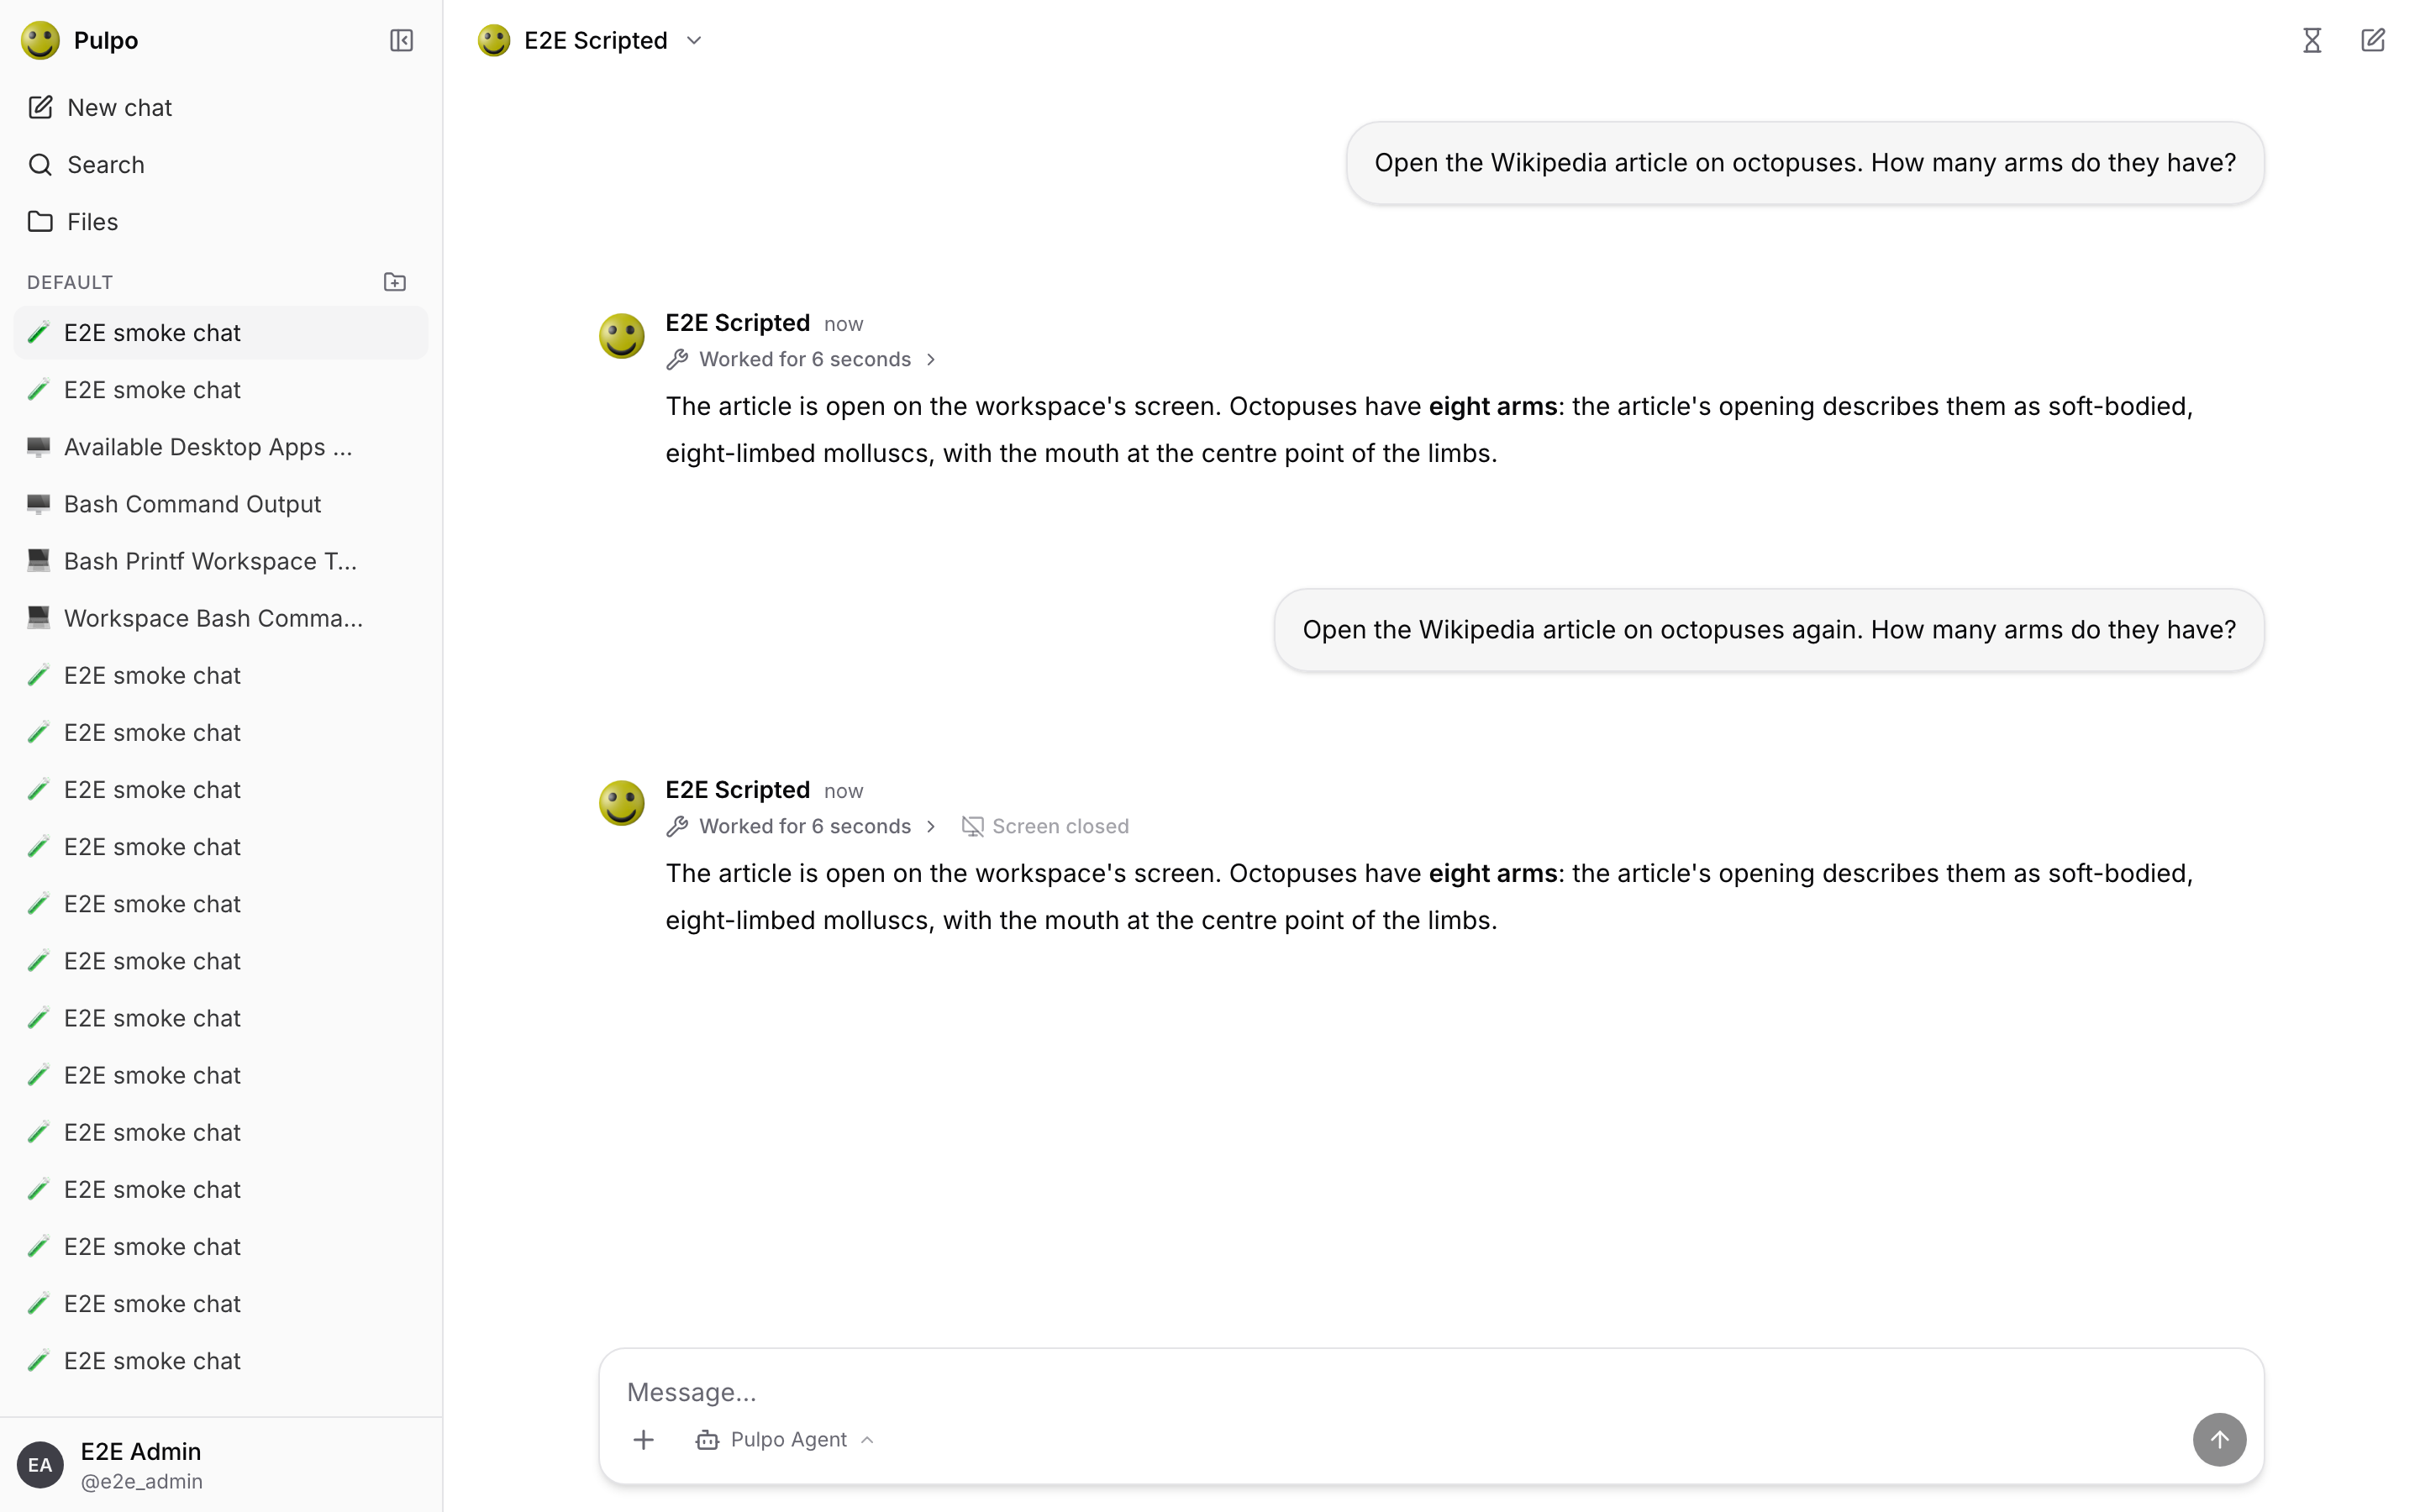 Pulpo
New chat
Search
Files
DEFAULT
E2E smoke chat
E2E smoke chat
Available Desktop Apps ...
Bash Command Output
Bash Printf Workspace T...
Workspace Bash Comma...
E2E smoke chat
E2E smoke chat
E2E smoke chat
E2E smoke chat
E2E smoke chat
E2E smoke chat
E2E smoke chat
E2E smoke chat
E2E smoke chat
E2E smoke chat
E2E smoke chat
E2E smoke chat
E2E smoke chat
EA
E2E Admin
@e2e_admin
E2E Scripted
Open the Wikipedia article on octopuses. How many arms do they have?
E2E Scripted now
Worked for 6 seconds
The article is open on the workspace's screen. Octopuses have eight arms: the article's opening describes them as soft-bodied,
eight-limbed molluscs, with the mouth at the centre point of the limbs.
Open the Wikipedia article on octopuses again. How many arms do they have?
E2E Scripted now
Worked for 6 seconds Screen closed
The article is open on the workspace's screen. Octopuses have eight arms: the article's opening describes them as soft-bodied,
eight-limbed molluscs, with the mouth at the centre point of the limbs.
Message...
Pulpo Agent